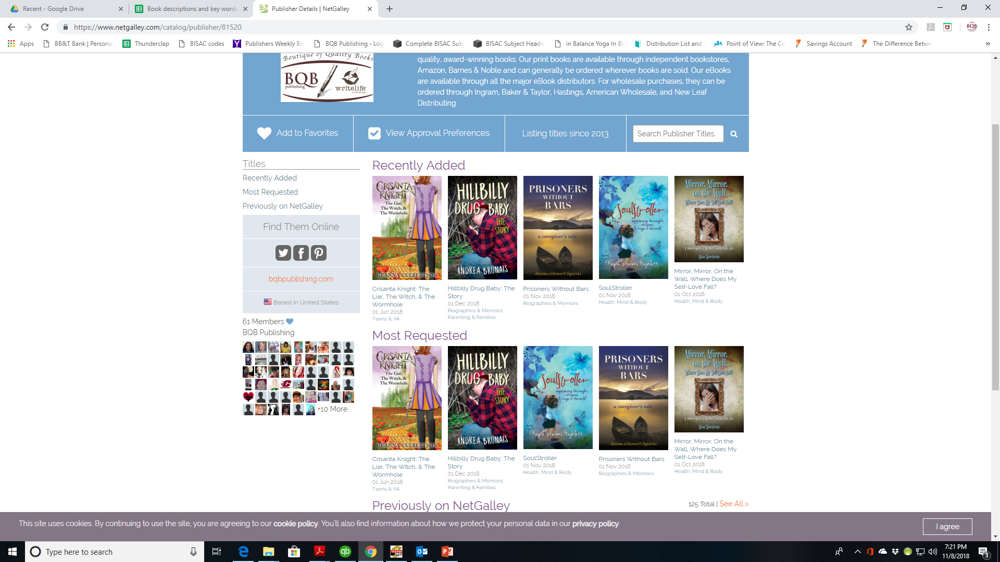 Recent - Google Drive
Book descriptions and key words
Publisher Details | NetGalley
https://www.netgalley.com/catalog/publisher/81520
BQB
Apps
BB&T Bank | Persona
Thunderclap
BISAC codes
Publishers Weekly Bo
BQB Publishing › Log
Complete BISAC Subj
BISAC Subject Headin
in Balance Yoga In Bl
Distribution List and
Point of View: The Co
Savings Account
The Difference Betwe
»
Boutique of Quality Books
BQB
publishing
writelife
publishing
quality, award-winning books. Our print books are available through independent bookstores,
Amazon, Barnes & Noble and can generally be ordered wherever books are sold. Our eBooks
are available through all the major eBook distributors. For wholesale purchases, they can be
ordered through Ingram, Baker & Taylor, Hastings, American Wholesale, and New Leaf
Distributing.
Add to Favorites
View Approval Preferences
Listing titles since 2013
Search Publisher Titles
Titles
Recently Added
Most Requested
Previously on NetGalley
Find Them Online
bqbpublishing.com
Based in United States
61 Members
BQB Publishing
+10 More
Recently Added
CRISANTA
KNIGHT
The Liar,
The Witch, &
The Wormhole
GEANNA CULBERTSON
HILLBILLY
DRUG BABY
THE
STORY
ANDREA BRUNAIS
PRISONERS
WITHOUT
BARS
a caregiver's tale
donna o'donnell figurski
SoulStroller
experiencing the weight,
whispers,
& wings of the world
Kayce Stevens Hughlett
Mirror, Mirror,
on the Wall...
Where Does My Self-Love Fall?
Nina Norstrom
Crisanta Knight: The
Liar, The Witch, & The
Wormhole
01 Jun 2018
Teens & YA
Hillbilly Drug Baby: The
Story
01 Dec 2018
Biographies & Memoirs,
Parenting & Families
Prisoners Without Bars
01 Nov 2018
Biographies & Memoirs
SoulStroller
01 Nov 2018
Health, Mind & Body
Mirror, Mirror, On the
Wall, Where Does My
Self-Love Fall?
01 Oct 2018
Health, Mind & Body
Most Requested
CRISANTA
KNIGHT
The Liar,
The Witch, &
The Wormhole
GEANNA CULBERTSON
HILLBILLY
DRUG BABY
THE
STORY
ANDREA BRUNAIS
SoulStroller
experiencing the weight,
whispers,
& wings of the world
Kayce Stevens Hughlett
PRISONERS
WITHOUT
BARS
a caregiver's tale
donna o'donnell figurski
Mirror, Mirror,
on the Wall...
Where Does My Self-Love Fall?
Nina Norstrom
Crisanta Knight: The
Liar, The Witch, & The
Wormhole
01 Jun 2018
Teens & YA
Hillbilly Drug Baby: The
Story
01 Dec 2018
Biographies & Memoirs,
Parenting & Families
SoulStroller
01 Nov 2018
Health, Mind & Body
Prisoners Without Bars
01 Nov 2018
Biographies & Memoirs
Mirror, Mirror, On the
Wall, Where Does My
Self-Love Fall?
01 Oct 2018
Health, Mind & Body
Previously on NetGalley
125 Total | See All >
This site uses cookies. By continuing to use the site, you are agreeing to our cookie policy. You'll also find information about how we protect your personal data in our privacy policy.
I agree
Type here to search
7:21 PM
11/8/2018
3